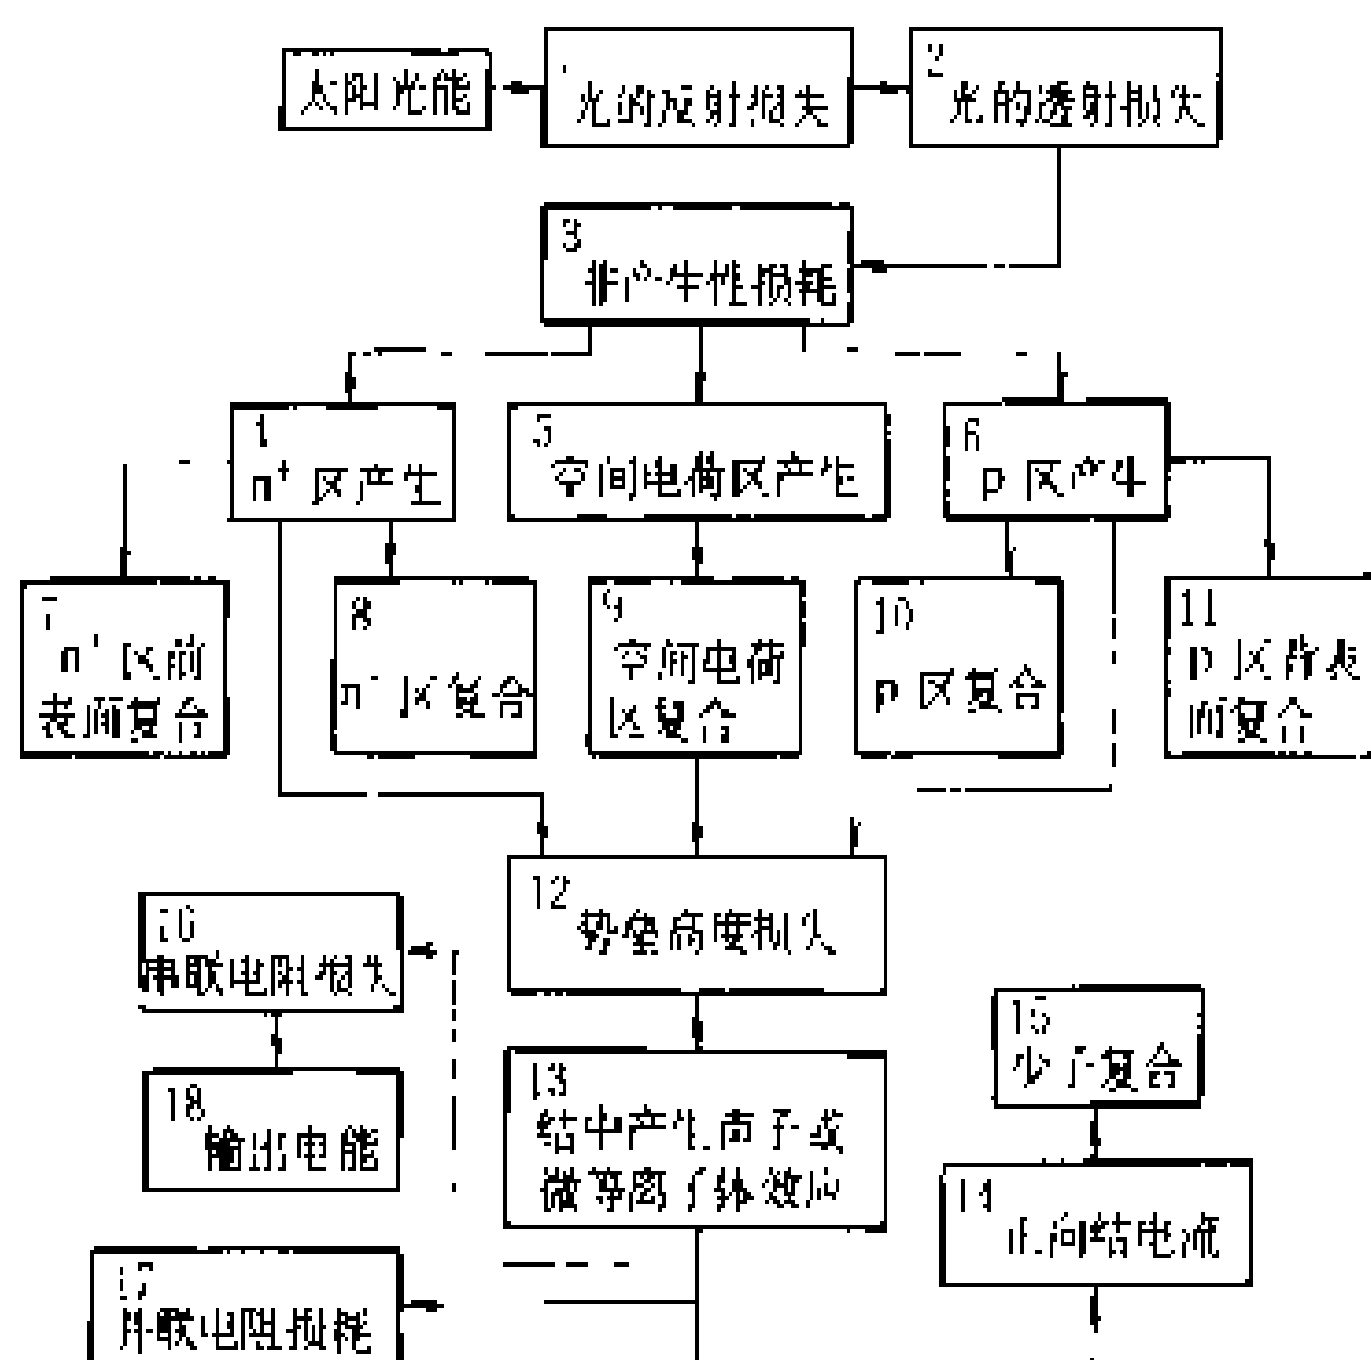 太阳光能
1
光的反射损失
2
光的透射损失
3
非产生性损耗
4
n+ 区产生
5
空间电荷区产生
6
p 区产生
7
n+ 区前
表面复合
8
n+ 区复合
9
空间电荷
区复合
10
p 区复合
11
p 区背表
面复合
12
势垒高度损失
16
串联电阻损失
15
少子复合
13
结中产生声子或
微等离子体效应
18
输出电能
14
正向结电流
17
并联电阻损耗